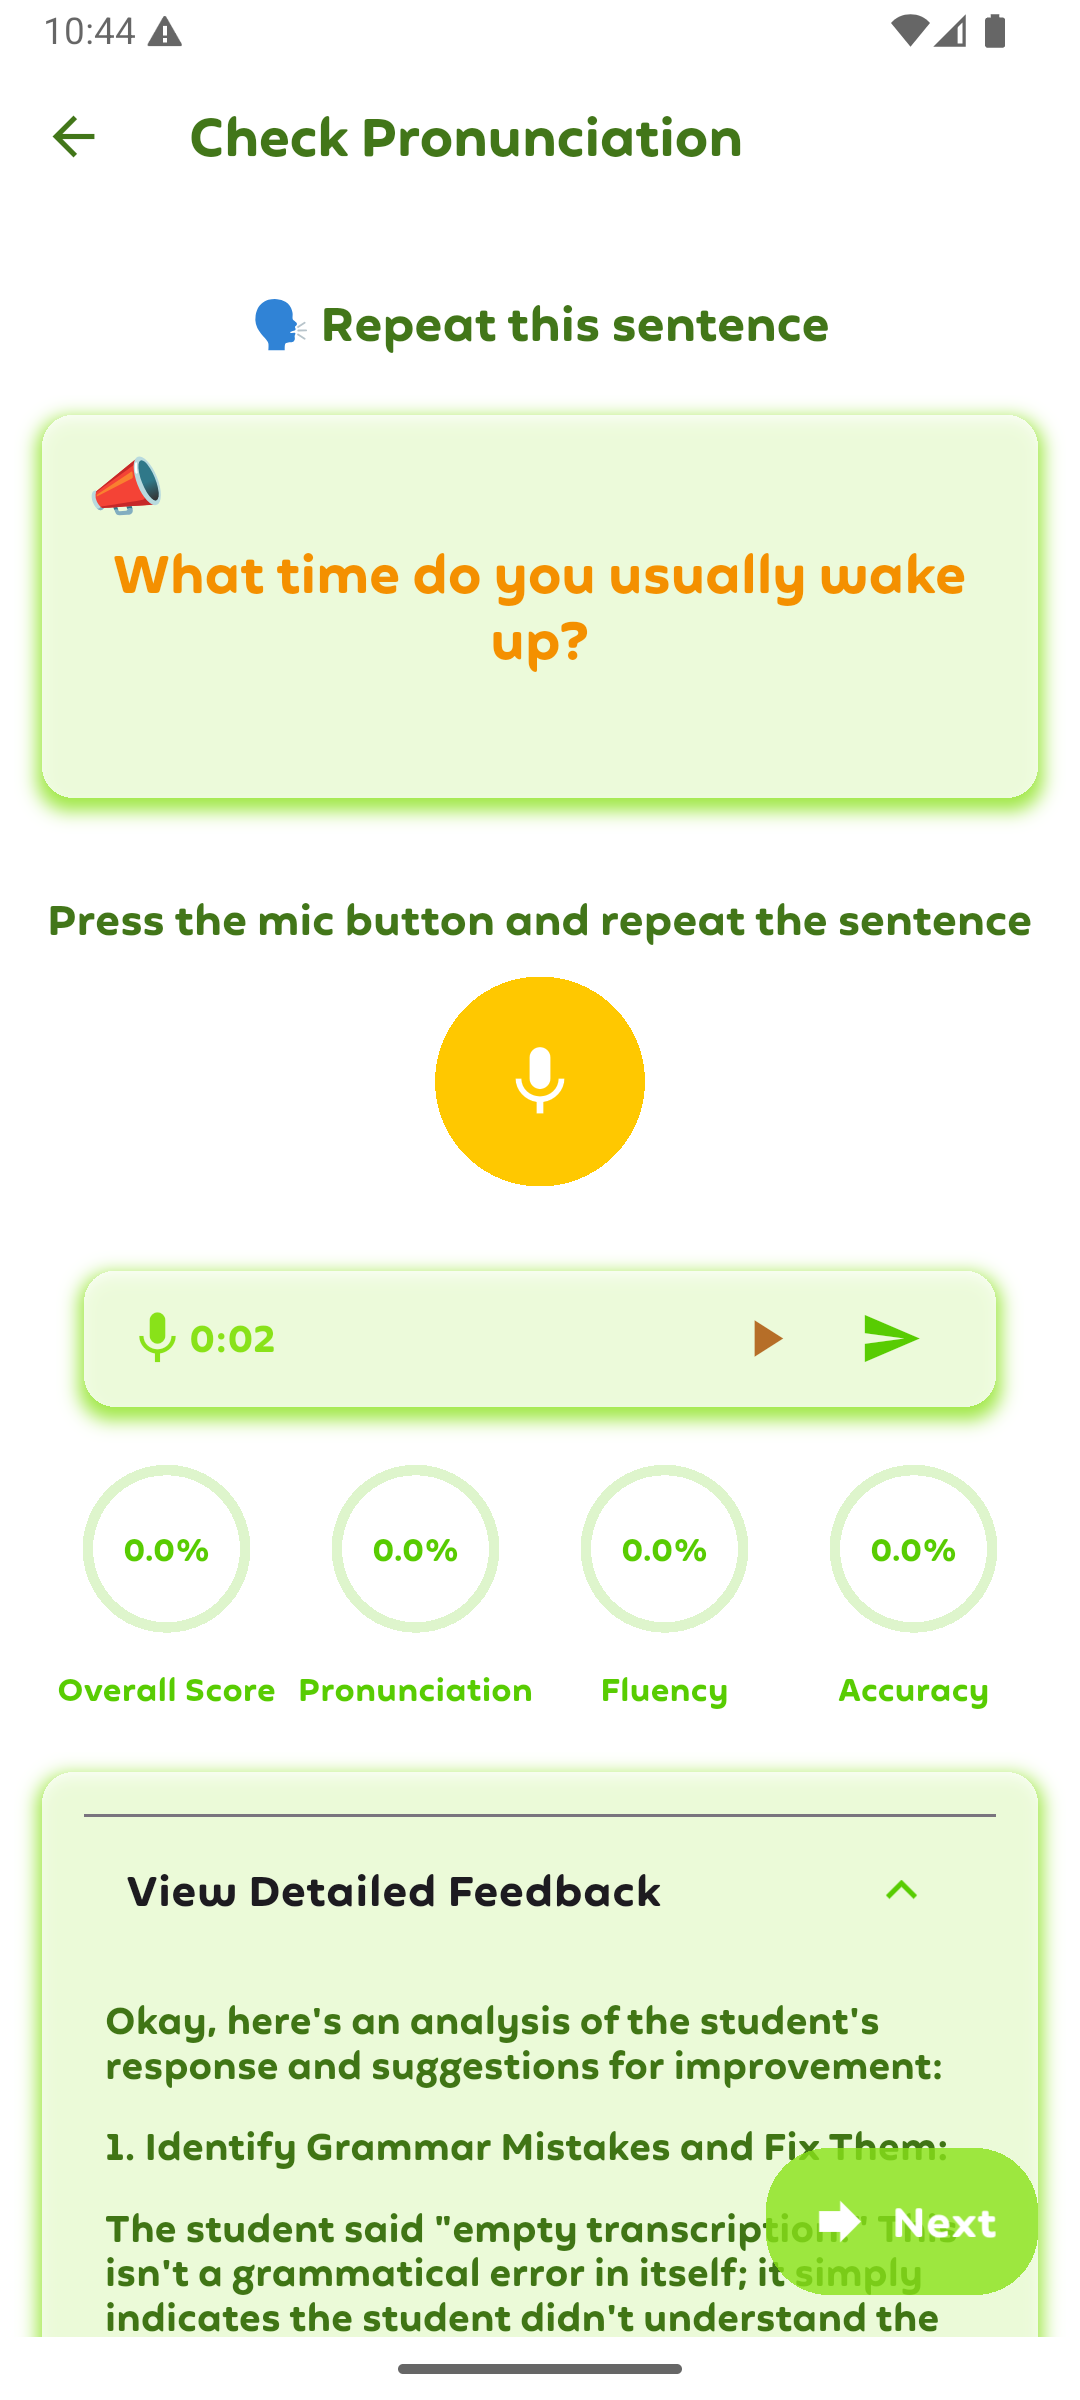 10:44
Check Pronunciation
Repeat this sentence
What time do you usually wake
up?
Press the mic button and repeat the sentence
0:02
0.0% 0.0% 0.0% 0.0%
Overall Score Pronunciation Fluency Accuracy
View Detailed Feedback
Okay, here's an analysis of the student's
response and suggestions for improvement:
1. Identify Grammar Mistakes and Fix Them:
The student said "empty transcription." This
isn't a grammatical error in itself; it simply
indicates the student didn't understand the
Next